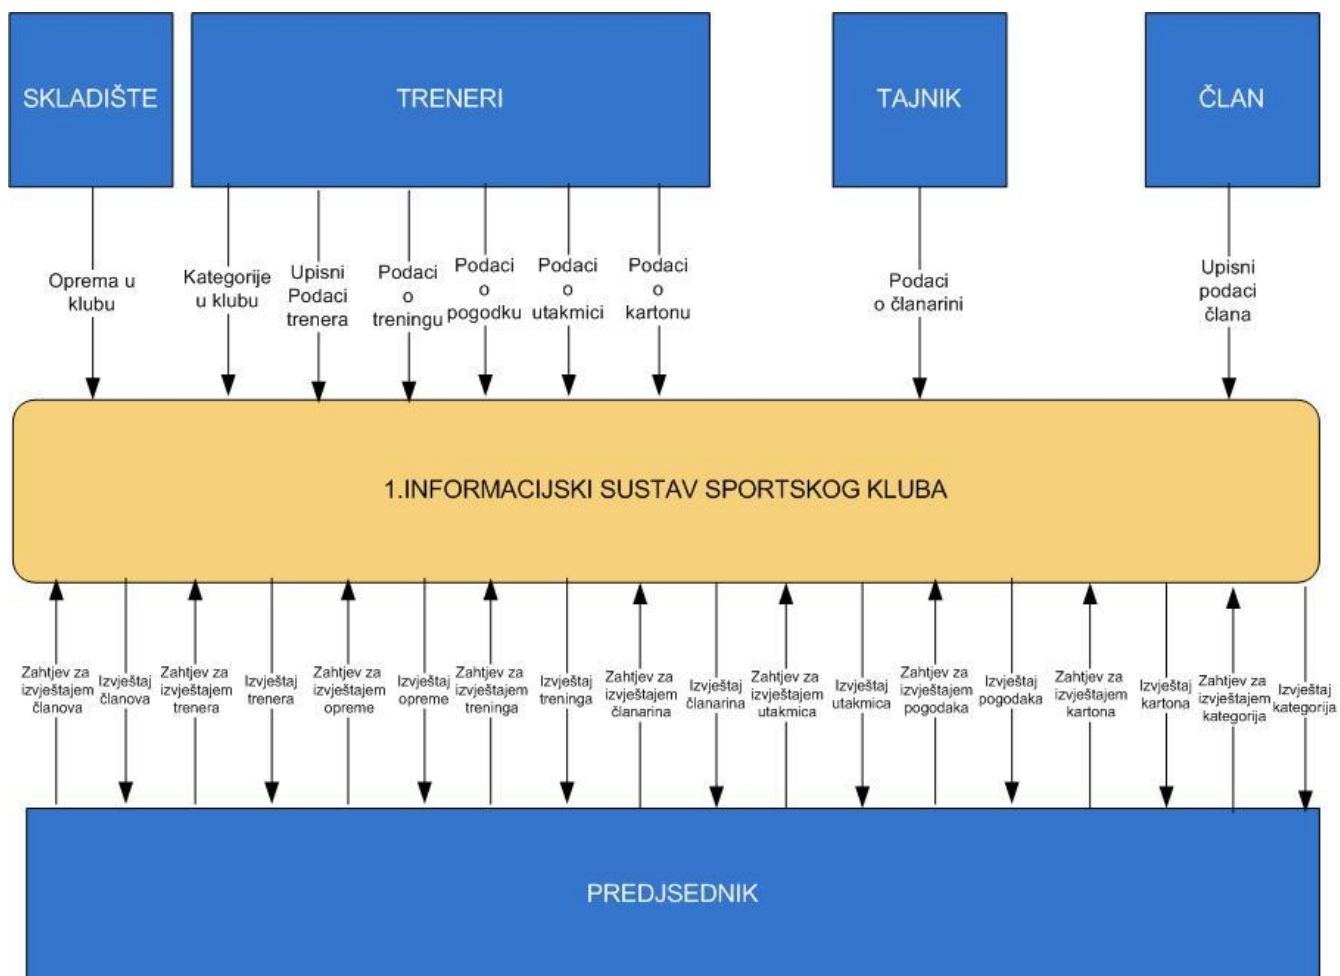 SKLADIŠTE
TRENERI
TAJNIK
ČLAN
Oprema u
klubu
Kategorije
u klubu
Upisni
Podaci
trenera
Podaci
o
treningu
Podaci
o
pogodku
Podaci
o
utakmici
Podaci
o
kartonu
Podaci
o članarini
Upisni
podaci
člana
1.INFORMACIJSKI SUSTAV SPORTSKOG KLUBA
Zahtjev za
izvještajem
članova
Izvještaj
članova
Zahtjev za
izvještajem
trenera
Izvještaj
trenera
Zahtjev za
izvještajem
opreme
Izvještaj
opreme
Zahtjev za
izvještajem
treninga
Izvještaj
treninga
Zahtjev za
izvještajem
članarina
Izvještaj
članarina
Zahtjev za
izvještajem
utakmica
Izvještaj
utakmica
Zahtjev za
izvještajem
pogodaka
Izvještaj
pogodaka
Zahtjev za
izvještajem
kartona
Izvještaj
kartona
Zahtjev za
izvještajem
kategorija
Izvještaj
kategorija
PREDJSEDNIK